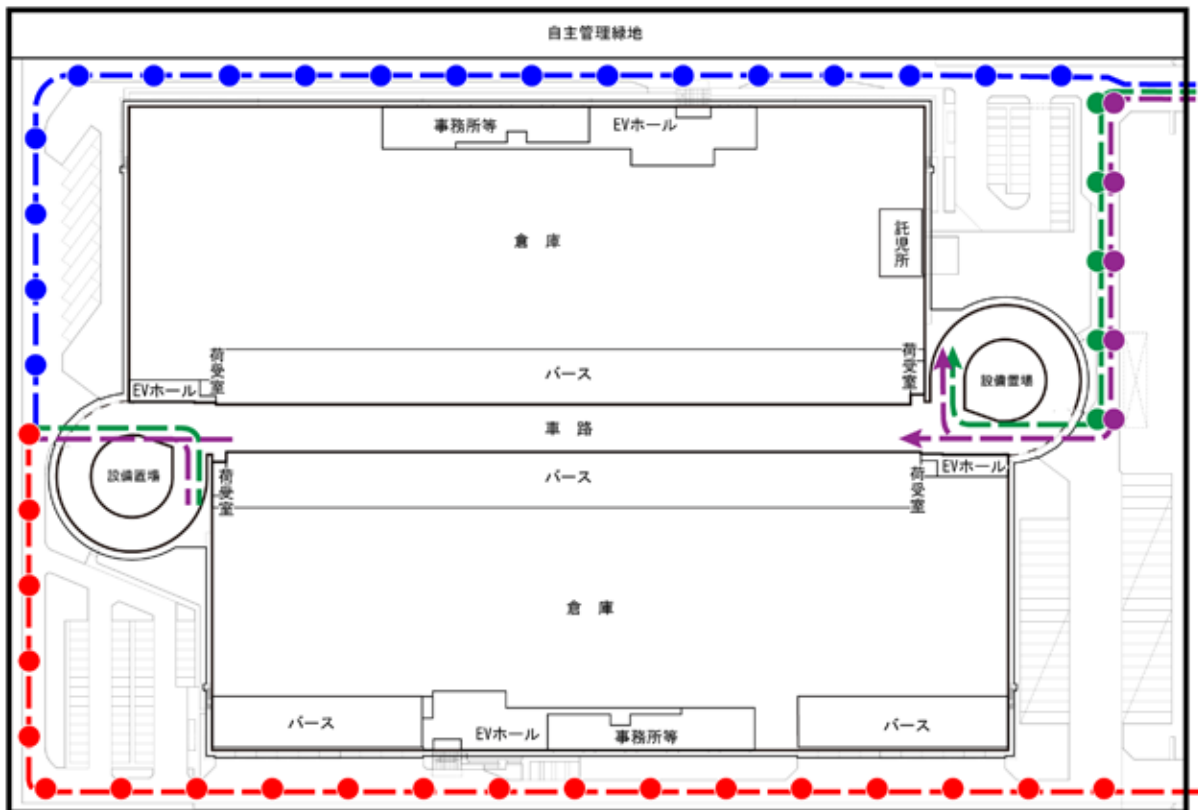 自主管理緑地
事務所等
EVホール
倉 庫
託児所
荷受室
バース
荷受室
EVホール
設備置場
車 路
設備置場
荷受室
バース
荷受室
EVホール
倉 庫
バース
EVホール
事務所等
バース